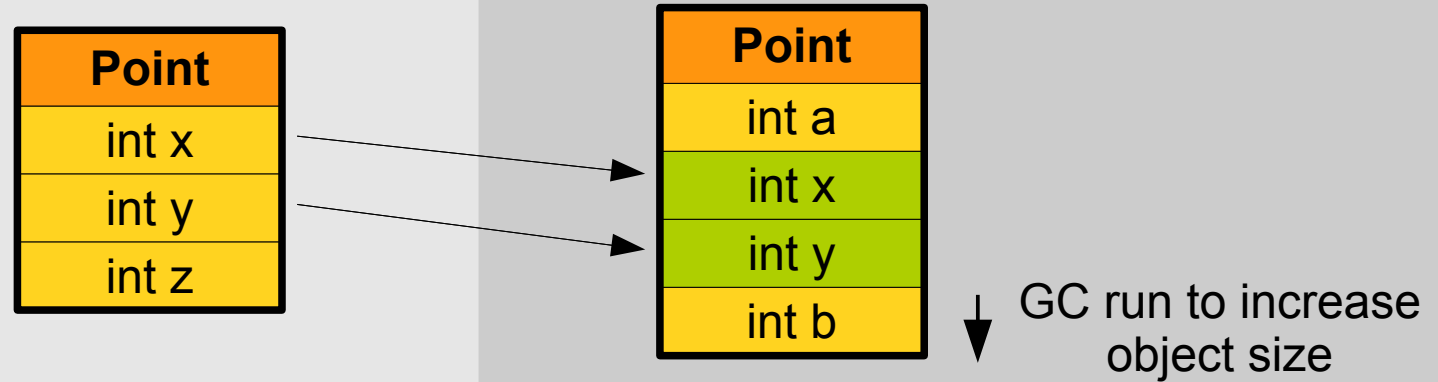 Point
int x
int y
int z
Point
int a
int x
int y
int b
GC run to increase
object size